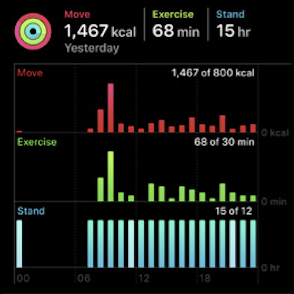 Move
Exercise
Stand
1,467 kcal
68 min
15 hr
Yesterday
Move
1,467 of 800 kcal
0 kcal
Exercise
68 of 30 min
0 min
Stand
15 of 12
0 hr
00
06
12
18